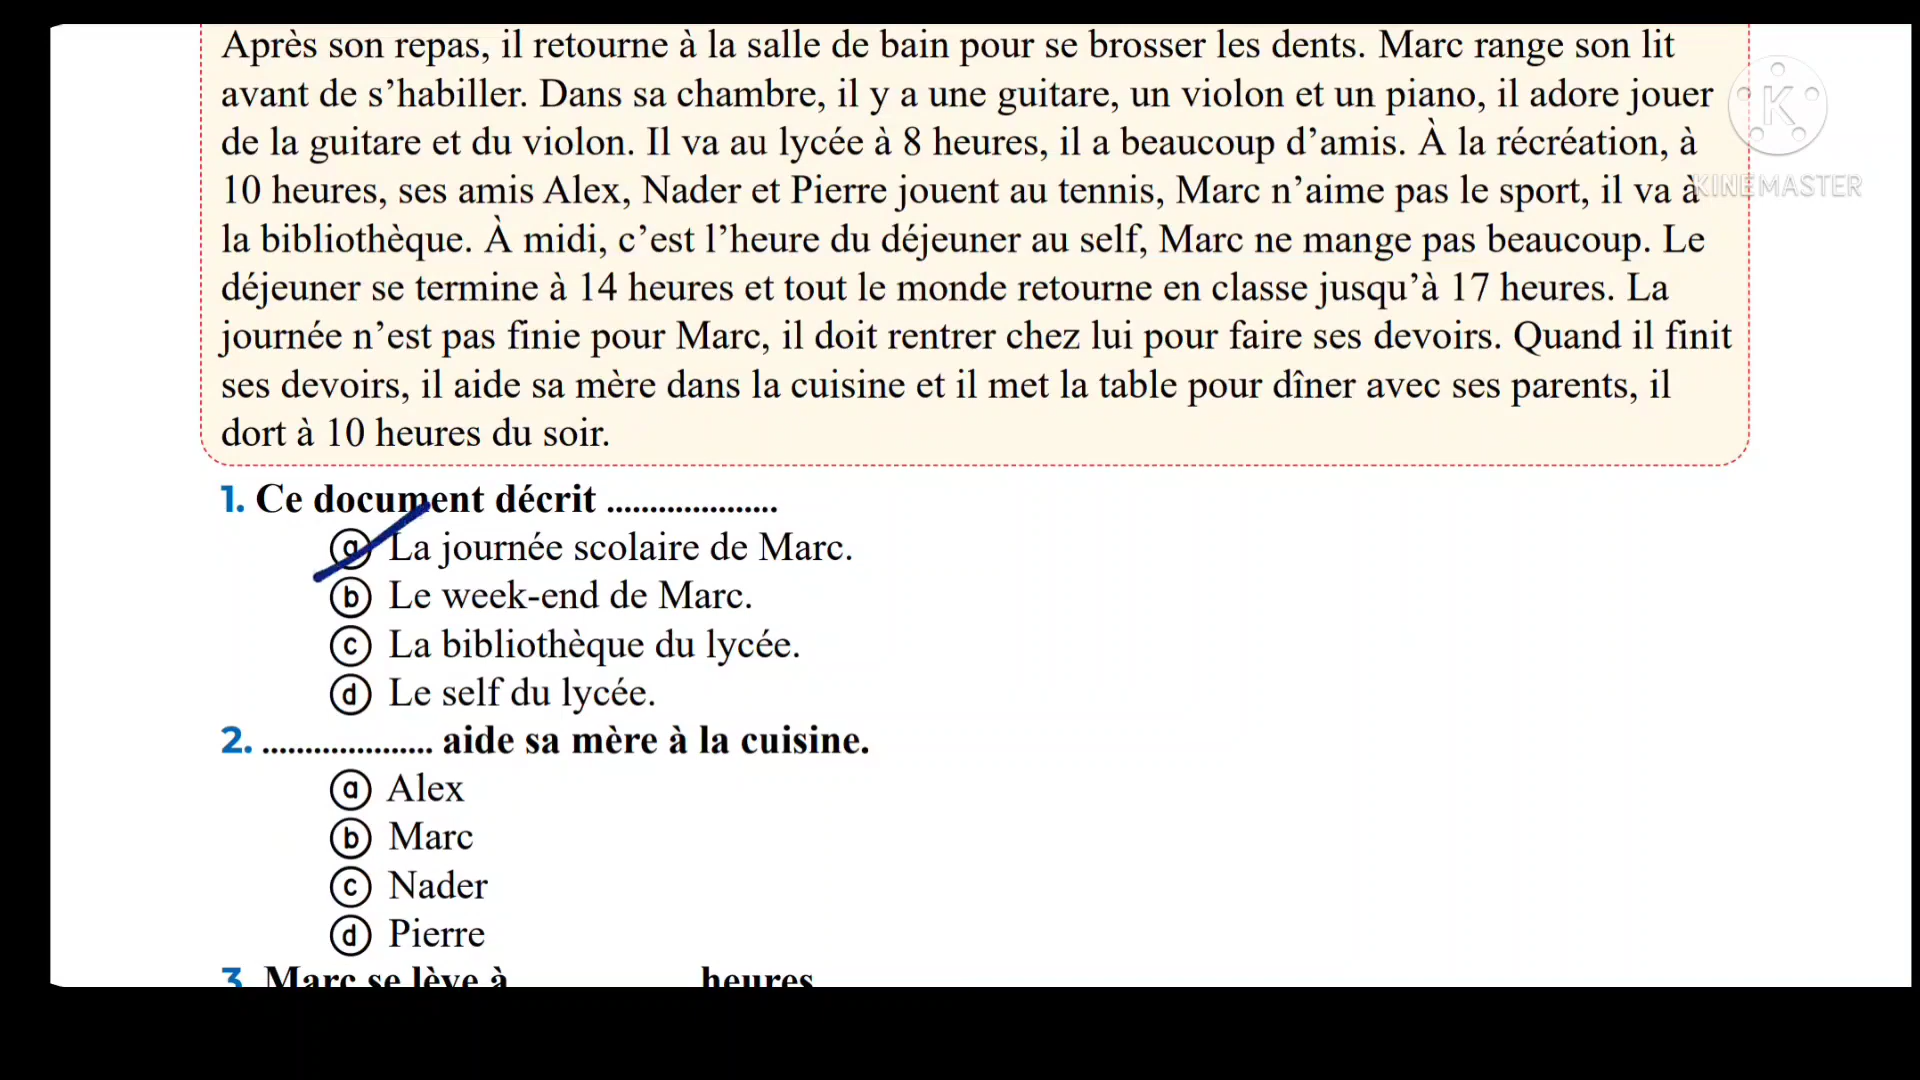 Après son repas, il retourne à la salle de bain pour se brosser les dents. Marc range son lit
avant de s’habiller. Dans sa chambre, il y a une guitare, un violon et un piano, il adore jouer
de la guitare et du violon. Il va au lycée à 8 heures, il a beaucoup d’amis. À la récréation, à
10 heures, ses amis Alex, Nader et Pierre jouent au tennis, Marc n’aime pas le sport, il va à
la bibliothèque. À midi, c’est l’heure du déjeuner au self, Marc ne mange pas beaucoup. Le
déjeuner se termine à 14 heures et tout le monde retourne en classe jusqu’à 17 heures. La
journée n’est pas finie pour Marc, il doit rentrer chez lui pour faire ses devoirs. Quand il finit
ses devoirs, il aide sa mère dans la cuisine et il met la table pour dîner avec ses parents, il
dort à 10 heures du soir.
K
KINEMASTER
1. Ce document décrit ....................
a La journée scolaire de Marc.
b Le week-end de Marc.
c La bibliothèque du lycée.
d Le self du lycée.
2. .................... aide sa mère à la cuisine.
a Alex
b Marc
c Nader
d Pierre
3. Marc se lève à heures